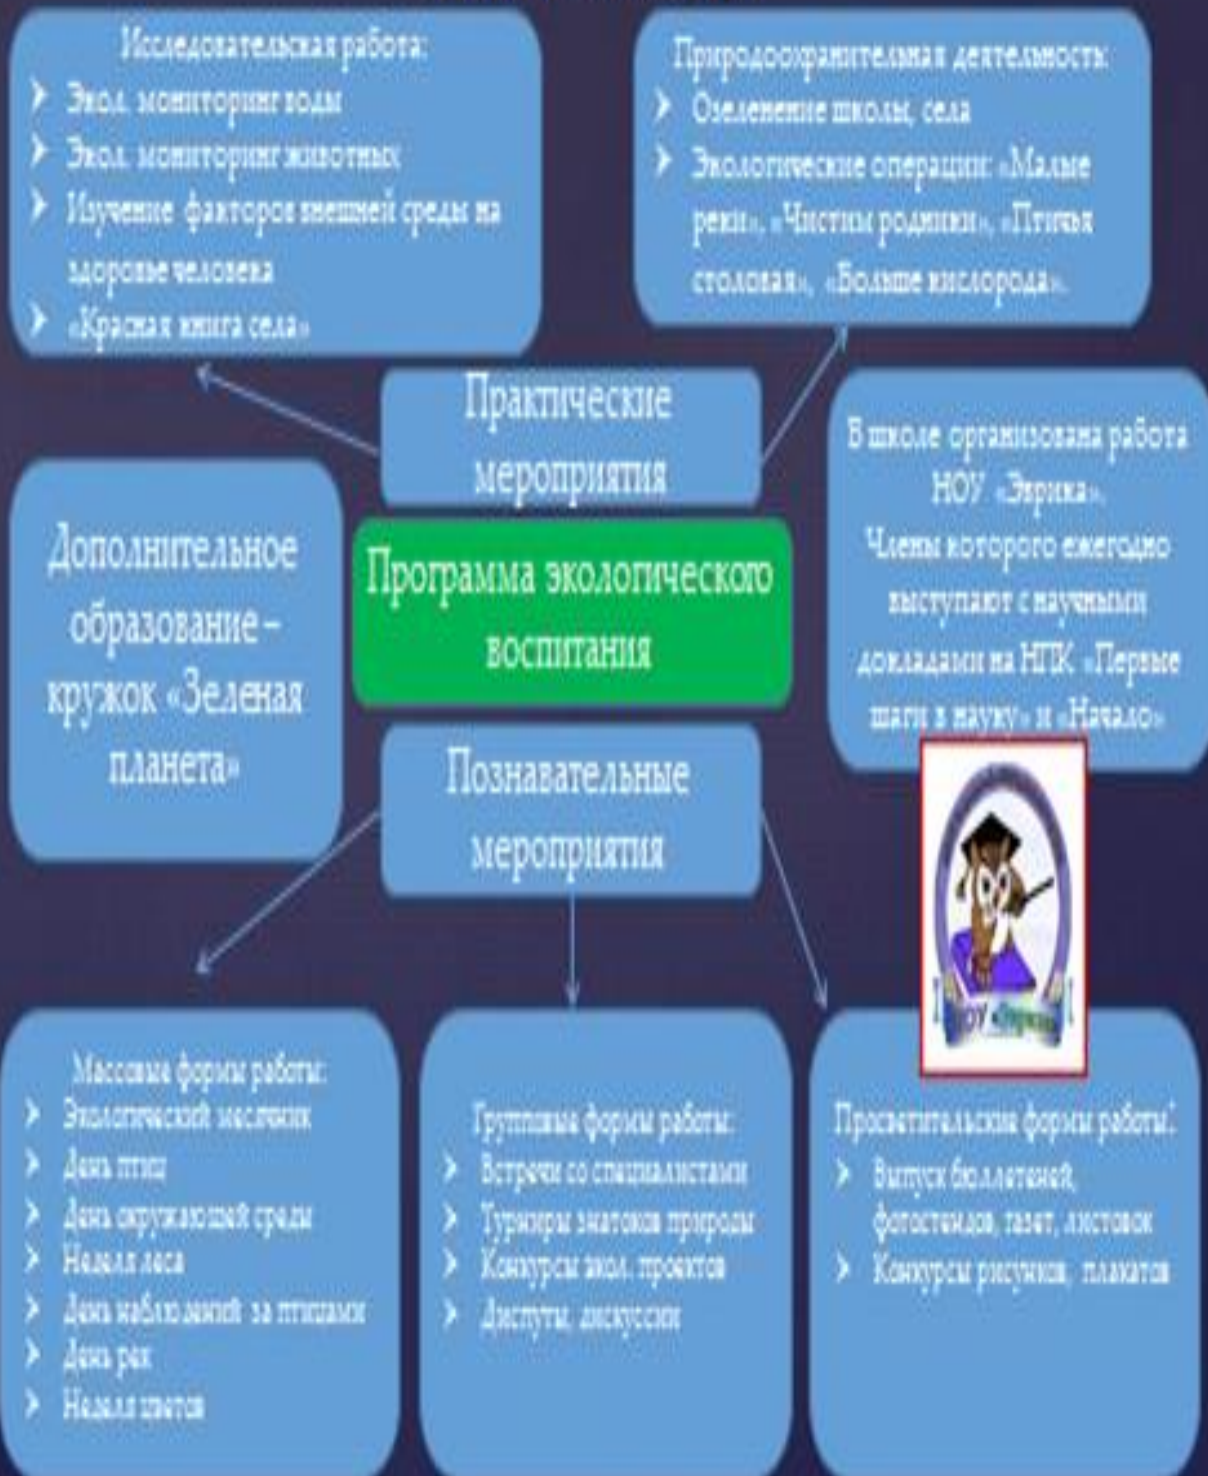 Исследовательская работа:
Экол. мониторинг воды
Экол. мониторинг животных
Изучение факторов внешней среды на
здоровье человека
«Красная книга села»
Природоохранительная деятельность:
Озеленение школы, села
Экологические операции: «Малые
реки», «Чистим родники», «Птичья
столовая», «Больше кислорода».
Практические
мероприятия
В школе организована работа
НОУ «Эврика».
Члены которого ежегодно
выступают с научными
докладами на НПК «Первые
шаги в науку» и «Начало»
Дополнительное
образование –
кружок «Зеленая
планета»
Программа экологического
воспитания
Познавательные
мероприятия
НОУ «Эврика»
Массовые формы работы:
Экологический месячник
День птиц
День окружающей среды
Неделя леса
День наблюдений за птицами
День рек
Неделя цветов
Групповые формы работы:
Встречи со специалистами
Турниры знатоков природы
Конкурсы экол. проектов
Диспуты, дискуссии
Просветительские формы работы:
Выпуск бюллетеней,
фотостендов, газет, листовок
Конкурсы рисунков, плакатов